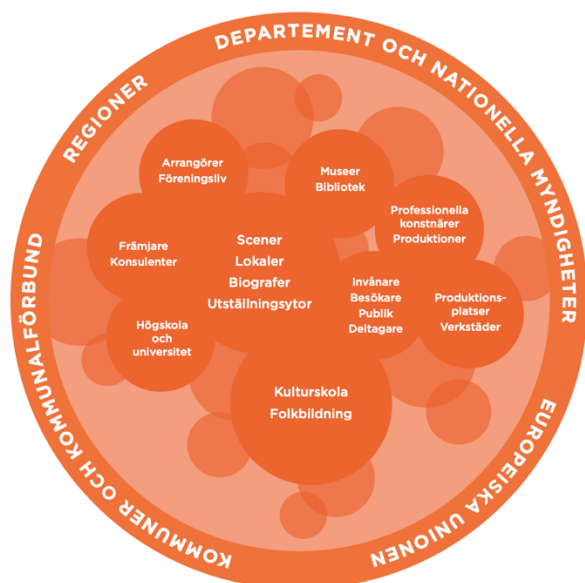 DEPARTEMENT OCH NATIONELLA MYNDIGHETER
REGIONER
KOMMUNER OCH KOMMUNALFÖRBUND
EUROPEISKA UNIONEN
Arrangörer
Föreningsliv
Museer
Bibliotek
Professionella
konstnärer
Produktioner
Främjare
Konsulenter
Scener
Lokaler
Biografer
Utställningsytor
Invånare
Besökare
Publik
Deltagare
Produktions-
platser
Verkstäder
Högskola
och
universitet
Kulturskola
Folkbildning